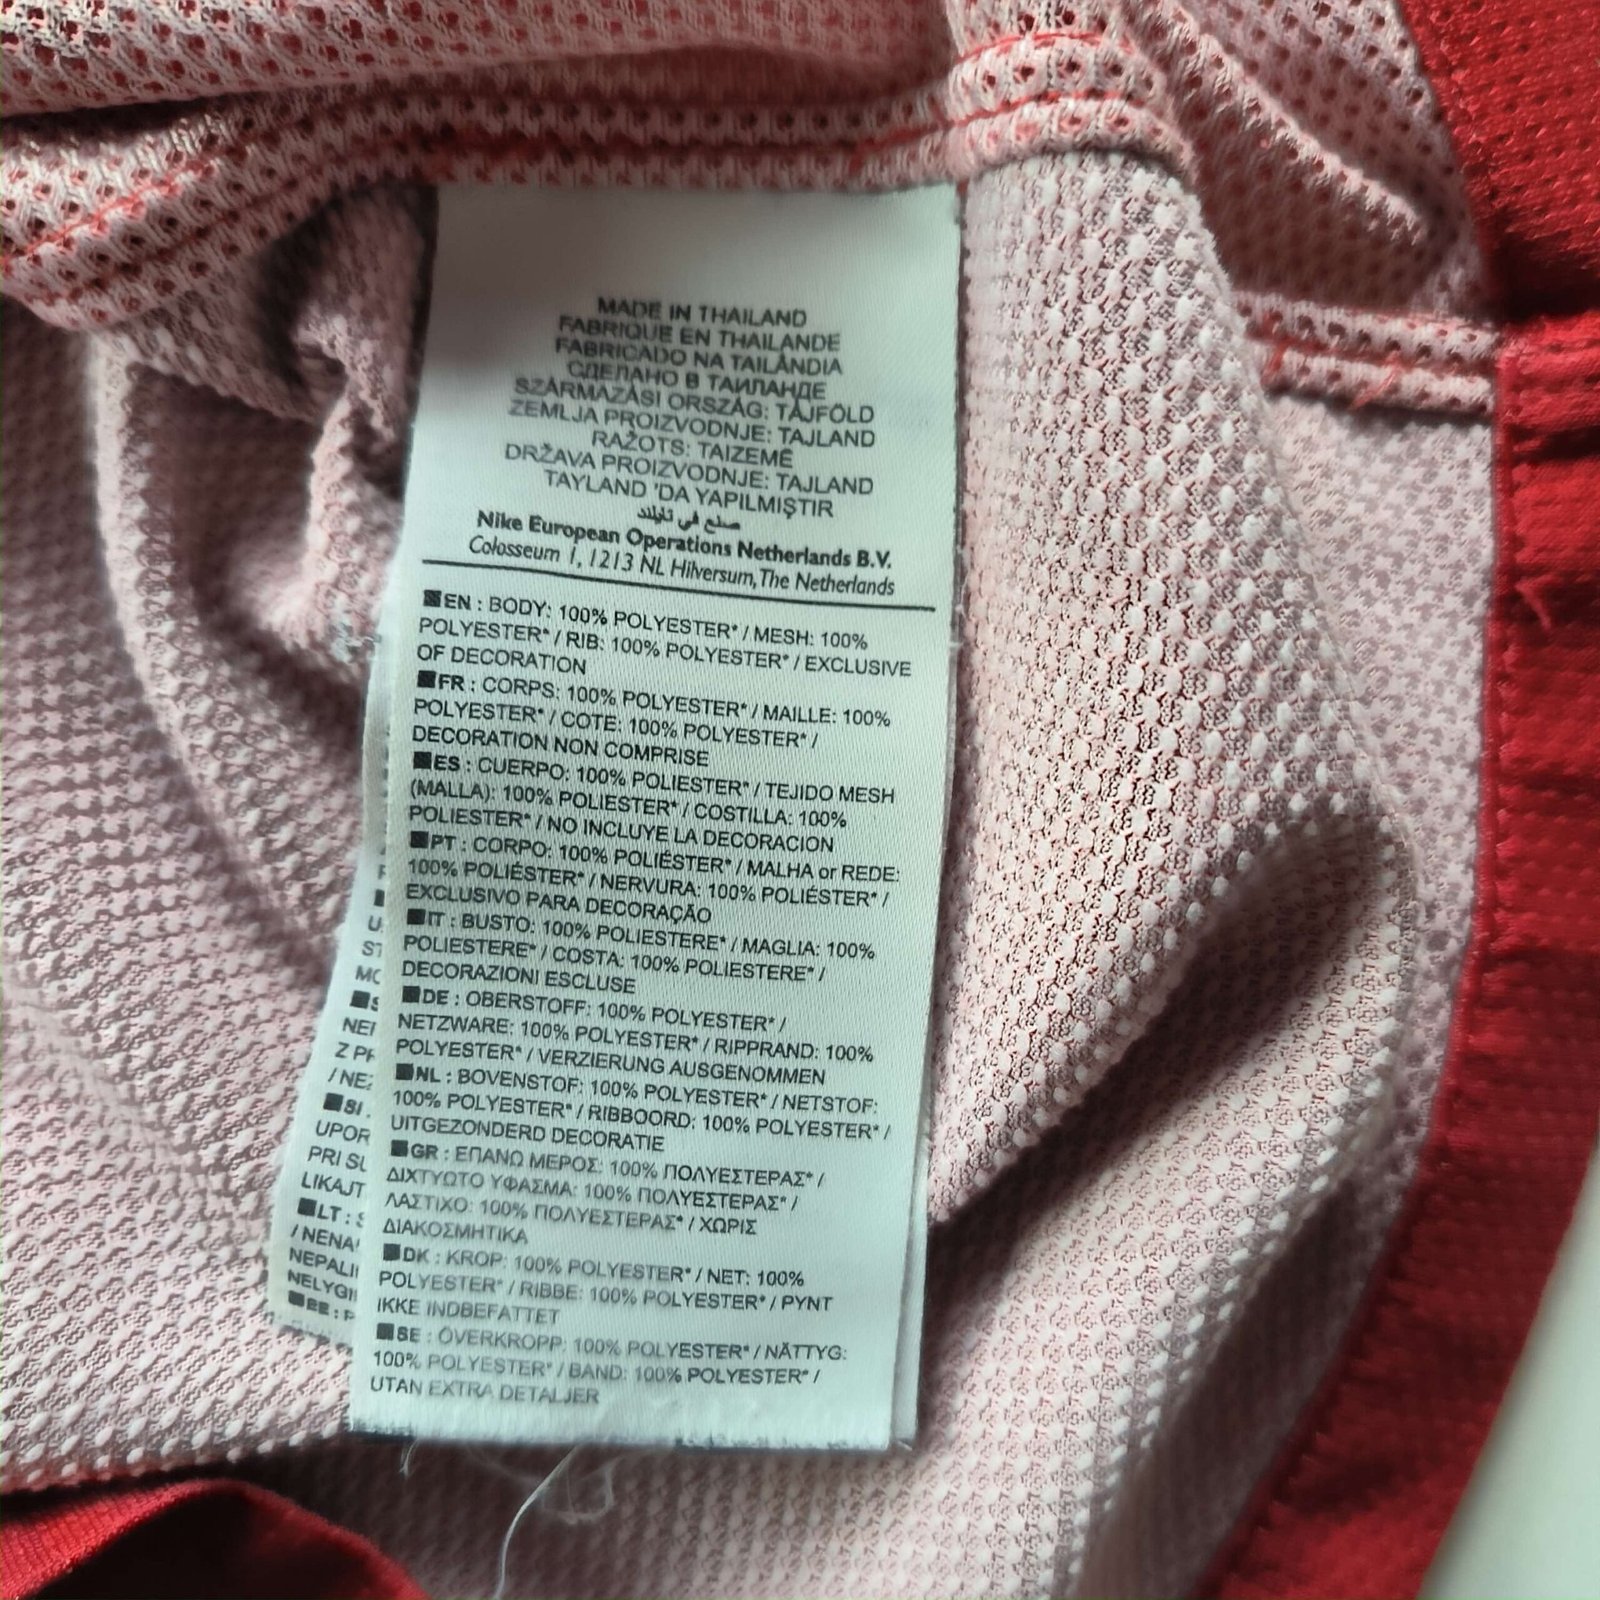 MADE IN THAILAND
FABRIQUE EN THAILANDE
FABRICADO NA TAILÂNDIA
СДЕЛАНО В ТАИЛАНДЕ
SZÁRMAZÁSI ORSZÁG: TÁJFÖLD
ZEMLJA PROIZVODNJE: TAJLAND
RAŽOTS: TAIZEME
DRŽAVA PROIZVODNJE: TAJLAND
TAYLAND 'DA YAPILMIŞTIR
صنع في تايلند
Nike European Operations Netherlands B.V.
Colosseum 1, 1213 NL Hilversum, The Netherlands
EN : BODY: 100% POLYESTER* / MESH: 100%
POLYESTER* / RIB: 100% POLYESTER* / EXCLUSIVE
OF DECORATION
FR : CORPS: 100% POLYESTER* / MAILLE: 100%
POLYESTER* / COTE: 100% POLYESTER* /
DECORATION NON COMPRISE
ES : CUERPO: 100% POLIESTER* / TEJIDO MESH
(MALLA): 100% POLIESTER* / COSTILLA: 100%
POLIESTER* / NO INCLUYE LA DECORACION
PT : CORPO: 100% POLIÉSTER* / MALHA or REDE:
100% POLIÉSTER* / NERVURA: 100% POLIÉSTER* /
EXCLUSIVO PARA DECORAÇÃO
IT : BUSTO: 100% POLIESTERE* / MAGLIA: 100%
POLIESTERE* / COSTA: 100% POLIESTERE* /
DECORAZIONI ESCLUSE
DE : OBERSTOFF: 100% POLYESTER* /
NETZWARE: 100% POLYESTER* / RIPPRAND: 100%
POLYESTER* / VERZIERUNG AUSGENOMMEN
NL : BOVENSTOF: 100% POLYESTER* / NETSTOF:
100% POLYESTER* / RIBBOORD: 100% POLYESTER* /
UITGEZONDERD DECORATIE
GR : ΕΠΑΝΩ ΜΕΡΟΣ: 100% ΠΟΛΥΕΣΤΕΡΑΣ* /
ΔΙΧΤΥΩΤΟ ΥΦΑΣΜΑ: 100% ΠΟΛΥΕΣΤΕΡΑΣ* /
ΛΑΣΤΙΧΟ: 100% ΠΟΛΥΕΣΤΕΡΑΣ* / ΧΩΡΙΣ
ΔΙΑΚΟΣΜΗΤΙΚΑ
DK : KROP: 100% POLYESTER* / NET: 100%
POLYESTER* / RIBBE: 100% POLYESTER* / PYNT
IKKE INDBEFATTET
SE : ÖVERKROPP: 100% POLYESTER* / NÄTTYG:
100% POLYESTER* / BAND: 100% POLYESTER* /
UTAN EXTRA DETALJER